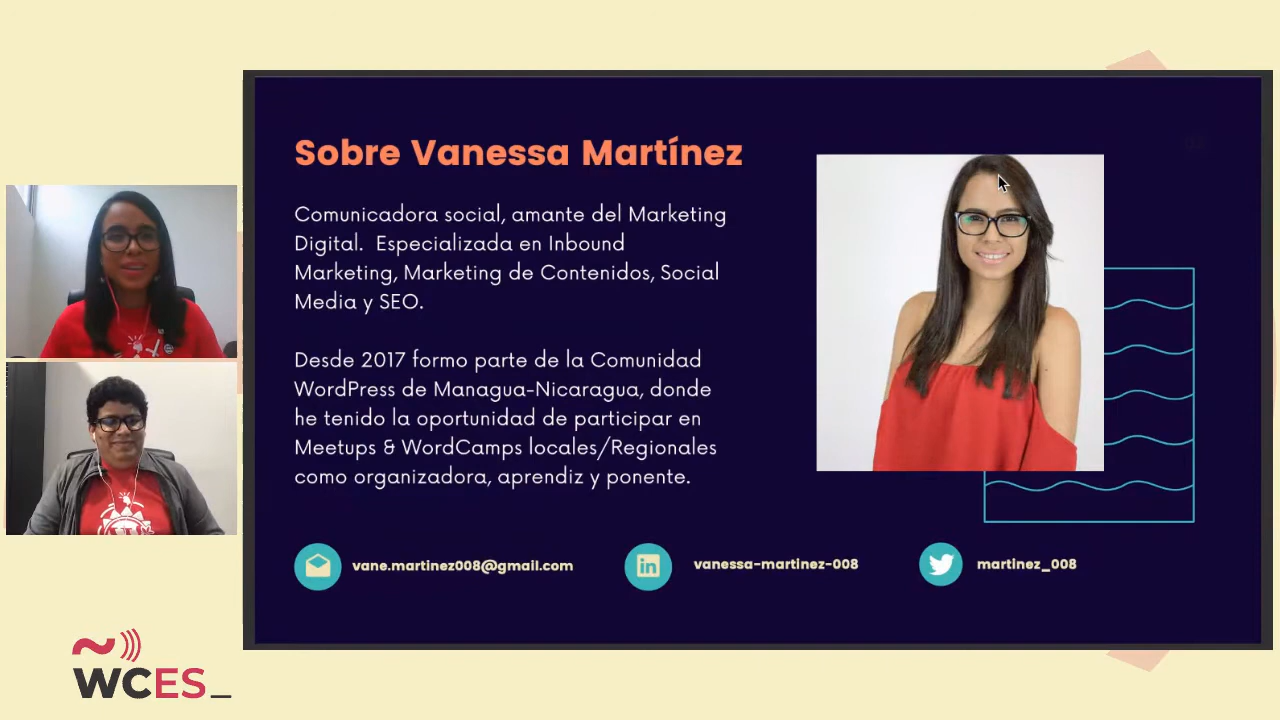 Sobre Vanessa Martínez
Comunicadora social, amante del Marketing
Digital. Especializada en Inbound
Marketing, Marketing de Contenidos, Social
Media y SEO.
Desde 2017 formo parte de la Comunidad
WordPress de Managua-Nicaragua, donde
he tenido la oportunidad de participar en
Meetups & WordCamps locales/Regionales
como organizadora, aprendiz y ponente.
vane.martinez008@gmail.com
in
vanessa-martinez-008
martinez_008
WCES_